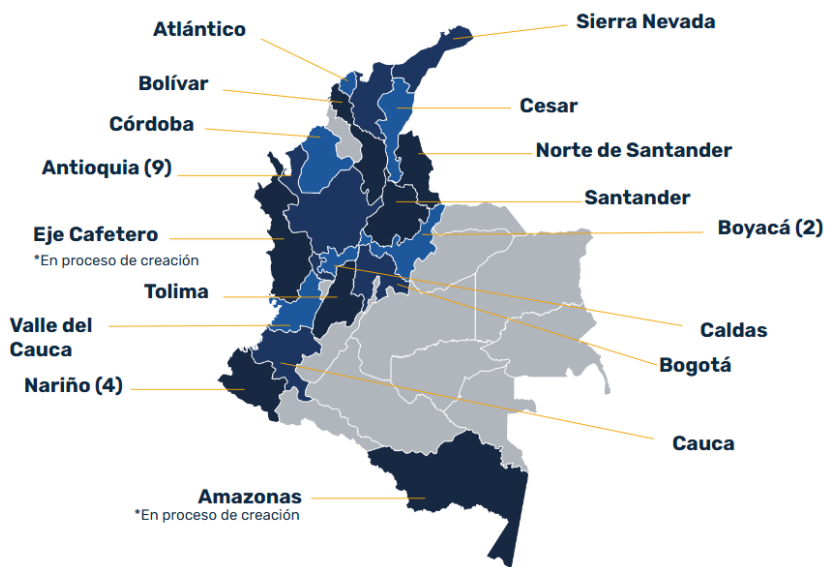 Atlántico
Bolívar
Córdoba
Antioquia (9)
Eje Cafetero
*En proceso de creación
Tolima
Valle del
Cauca
Nariño (4)
Amazonas
*En proceso de creación
Sierra Nevada
Cesar
Norte de Santander
Santander
Boyacá (2)
Caldas
Bogotá
Cauca